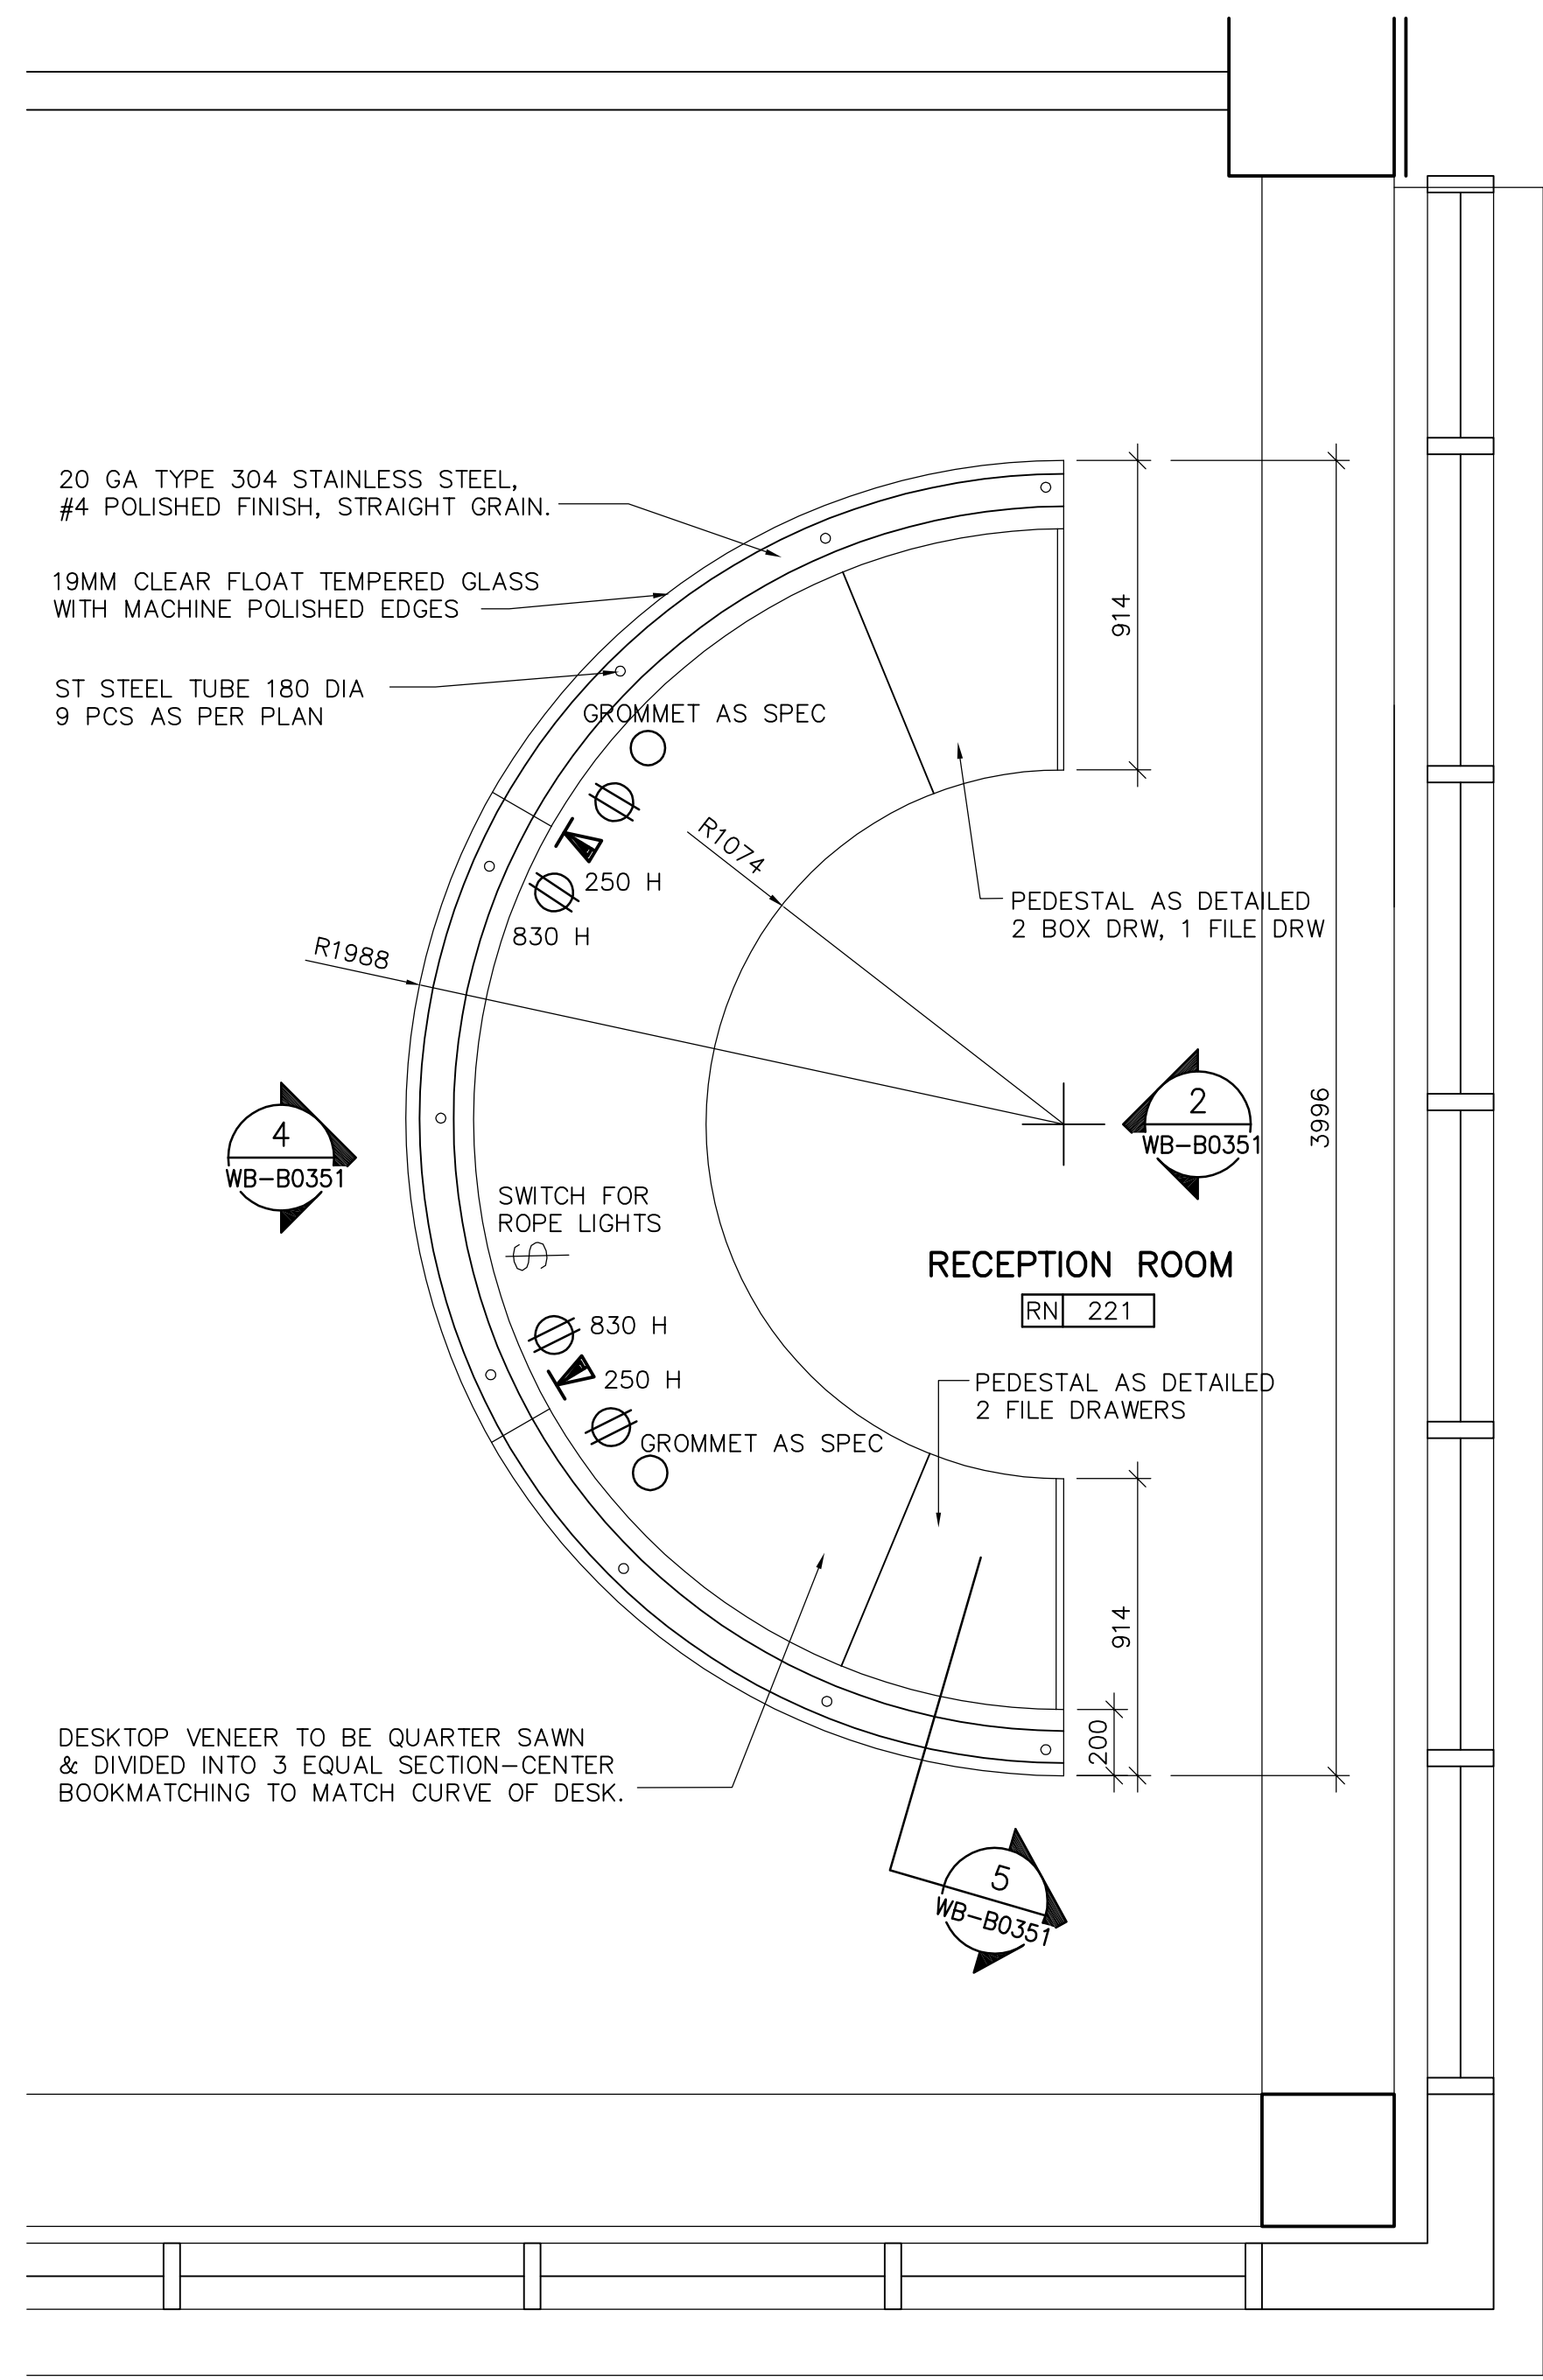 20 GA TYPE 304 STAINLESS STEEL,
#4 POLISHED FINISH, STRAIGHT GRAIN.
19MM CLEAR FLOAT TEMPERED GLASS
WITH MACHINE POLISHED EDGES
914
ST STEEL TUBE 180 DIA
9 PCS AS PER PLAN
GROMMET AS SPEC
R1074
250 H
830 H
PEDESTAL AS DETAILED
2 BOX DRW, 1 FILE DRW
R1988
2
WB-B0351
3996
4
WB-B0351
SWITCH FOR
ROPE LIGHTS
$
RECEPTION ROOM
RN 221
830 H
250 H
PEDESTAL AS DETAILED
2 FILE DRAWERS
GROMMET AS SPEC
914
200
DESKTOP VENEER TO BE QUARTER SAWN
& DIVIDED INTO 3 EQUAL SECTION-CENTER
BOOKMATCHING TO MATCH CURVE OF DESK.
5
WB-B0351